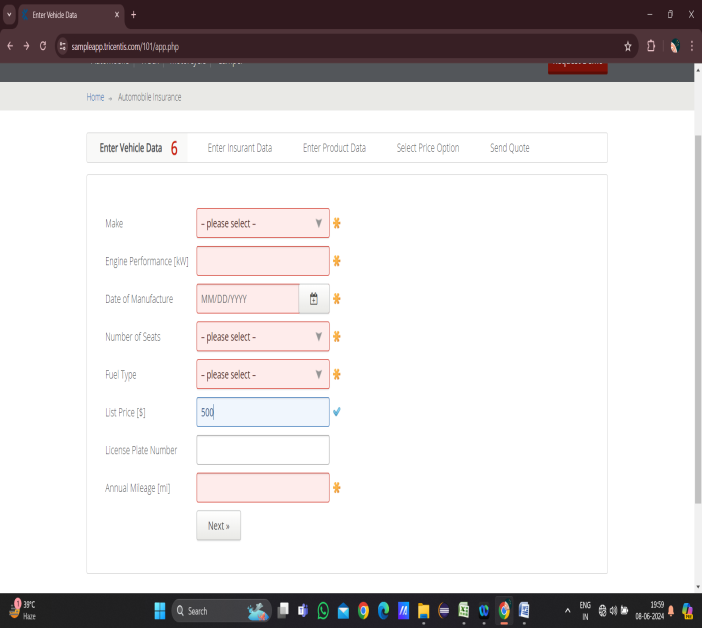 Enter Vehicle Data
sampleapp.tricentis.com/101/app.php
Home » Automobile Insurance
Enter Vehicle Data 6 Enter Insurant Data Enter Product Data Select Price Option Send Quote
Make – please select –
Engine Performance [kW]
Date of Manufacture MM/DD/YYYY
Number of Seats – please select –
Fuel Type – please select –
List Price [$] 500
License Plate Number
Annual Mileage [mi]
Next »
1 39°C
Haze
Search
ENG
IN
19:59
08-06-2024